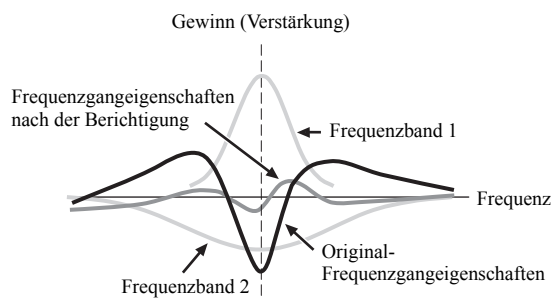 Gewinn (Verstärkung)
Frequenzgangeigenschaften
nach der Berichtigung
Frequenzband 1
Frequenz
Original-
Frequenzgangeigenschaften
Frequenzband 2